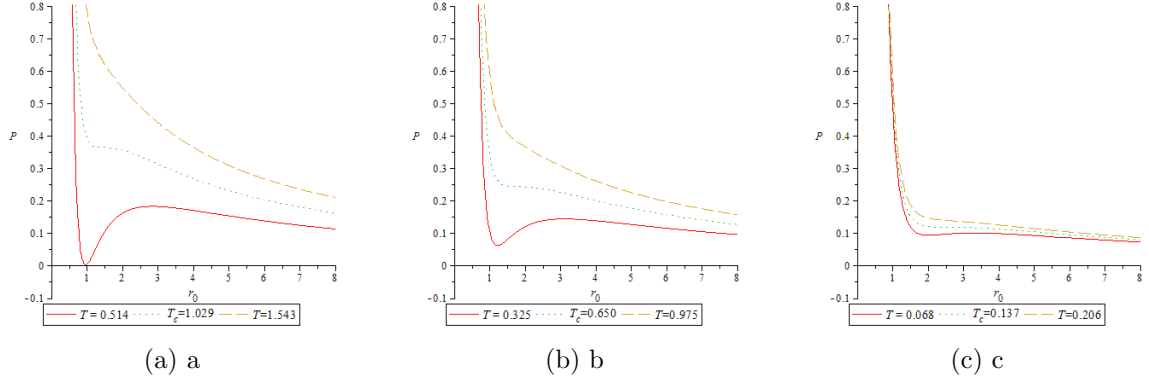 0.8 0.8 0.8
0.7 0.7 0.7
0.6 0.6 0.6
0.5 0.5 0.5
P 0.4 P 0.4 P 0.4
0.3 0.3 0.3
0.2 0.2 0.2
0.1 0.1 0.1
0 1 2 3 4 5 6 7 8 0 1 2 3 4 5 6 7 8 0 1 2 3 4 5 6 7 8
r₀ r₀ r₀
-0.1 -0.1 -0.1
T = 0.514 T_c=1.029 T=1.543 T = 0.325 T_c=0.650 T=0.975 T = 0.068 T_c=0.137 T=0.206
(a) a (b) b (c) c